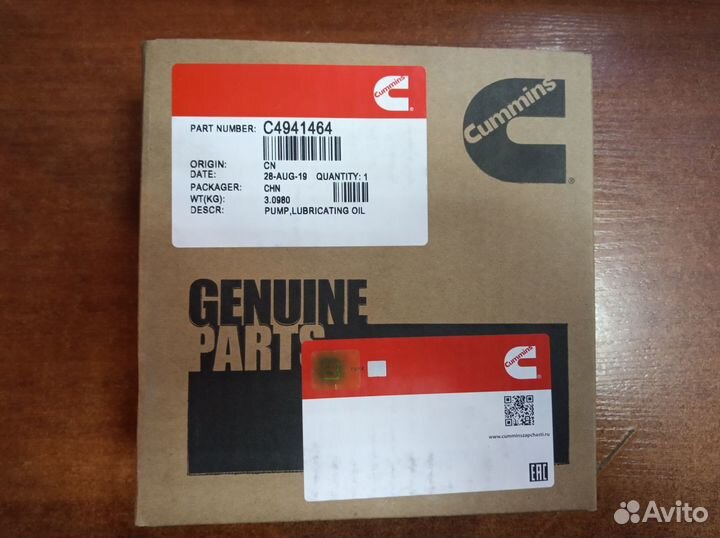 Cummins
PART NUMBER: C4941464
ORIGIN: CN
DATE: 28-AUG-19 QUANTITY: 1
PACKAGER: CHN
WT(KG): 3.0980
DESCR: PUMP,LUBRICATING OIL
Cummins
®
GENUINE
PARTS
Cummins
www.cumminszapchasti.ru
EAC
Avito